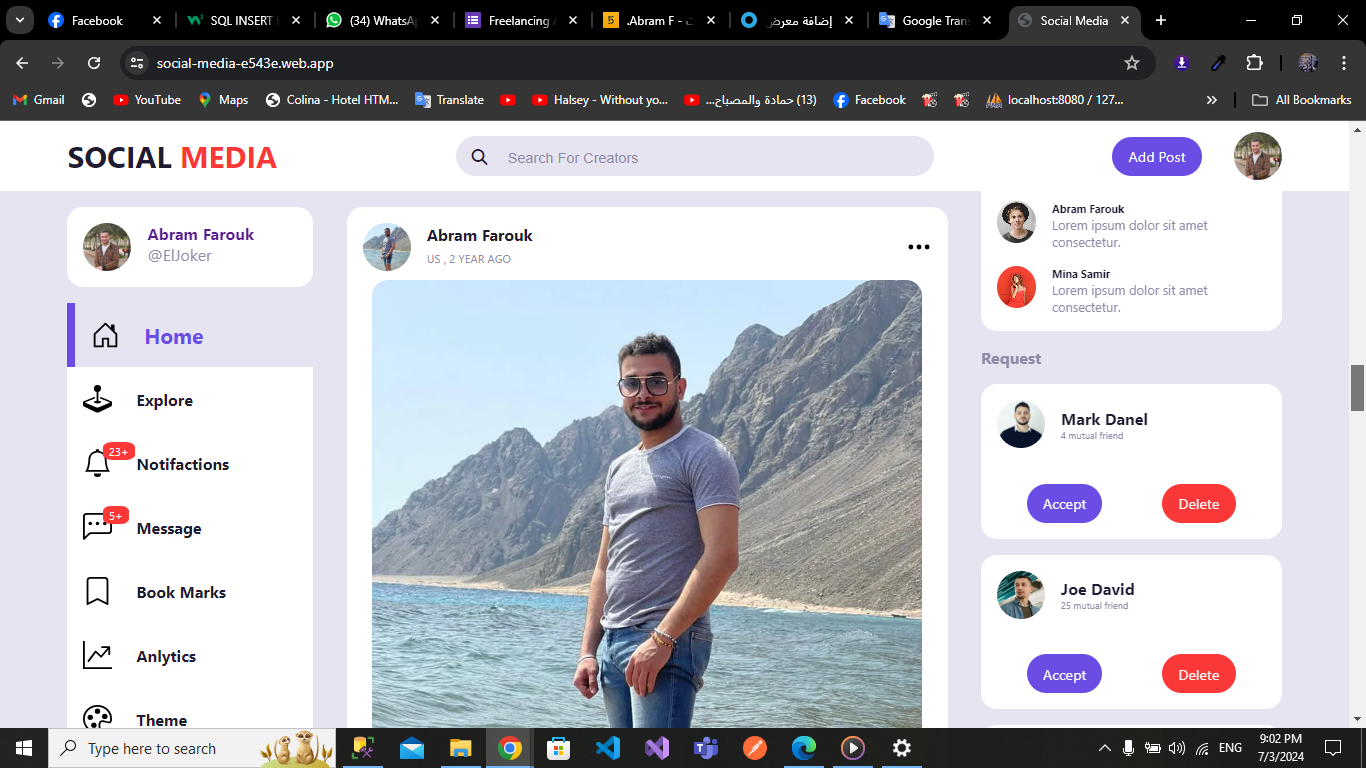 Facebook
SQL INSERT
(34) WhatsAp
Freelancing
.Abram F - ت
إضافة معرض
Google Tran
Social Media
social-media-e543e.web.app
Gmail
YouTube
Maps
Colina - Hotel HTM...
Translate
Halsey - Without yo...
(13) حمادة والمصباح...
Facebook
localhost:8080 / 127...
All Bookmarks
SOCIAL MEDIA
Search For Creators
Add Post
Abram Farouk
@ElJoker
Home
Explore
23+
Notifactions
5+
Message
Book Marks
Anlytics
Theme
Abram Farouk
US , 2 YEAR AGO
Abram Farouk
Lorem ipsum dolor sit amet
consectetur.
Mina Samir
Lorem ipsum dolor sit amet
consectetur.
Request
Mark Danel
4 mutual friend
Accept
Delete
Joe David
25 mutual friend
Accept
Delete
Type here to search
ENG
9:02 PM
7/3/2024